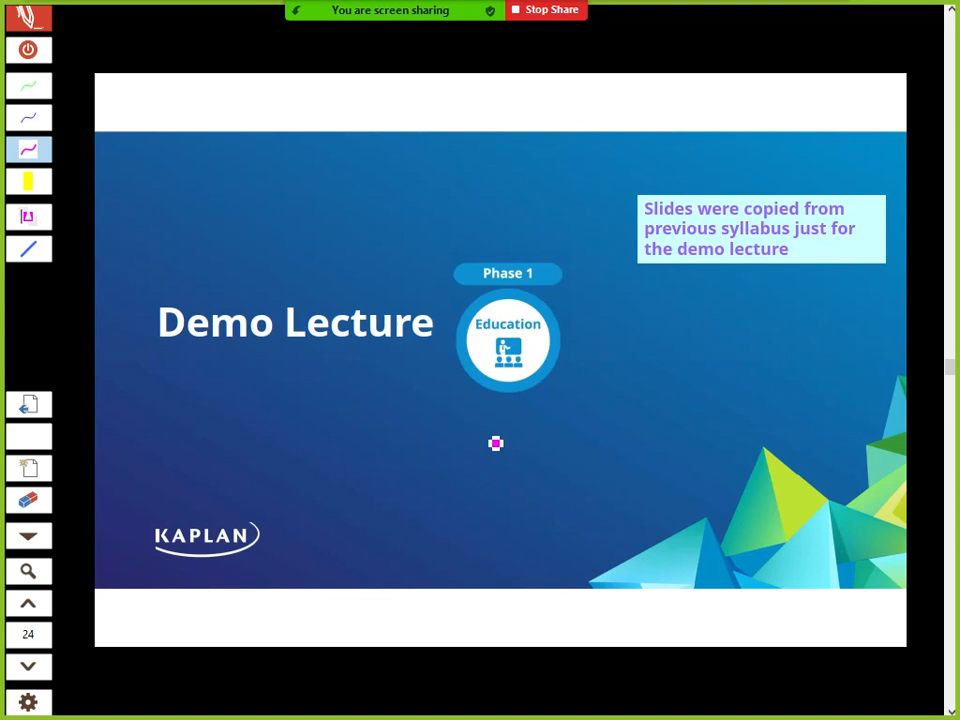 You are screen sharing
Stop Share
Slides were copied from
previous syllabus just for
the demo lecture
Phase 1
Demo Lecture
Education
KAPLAN
24